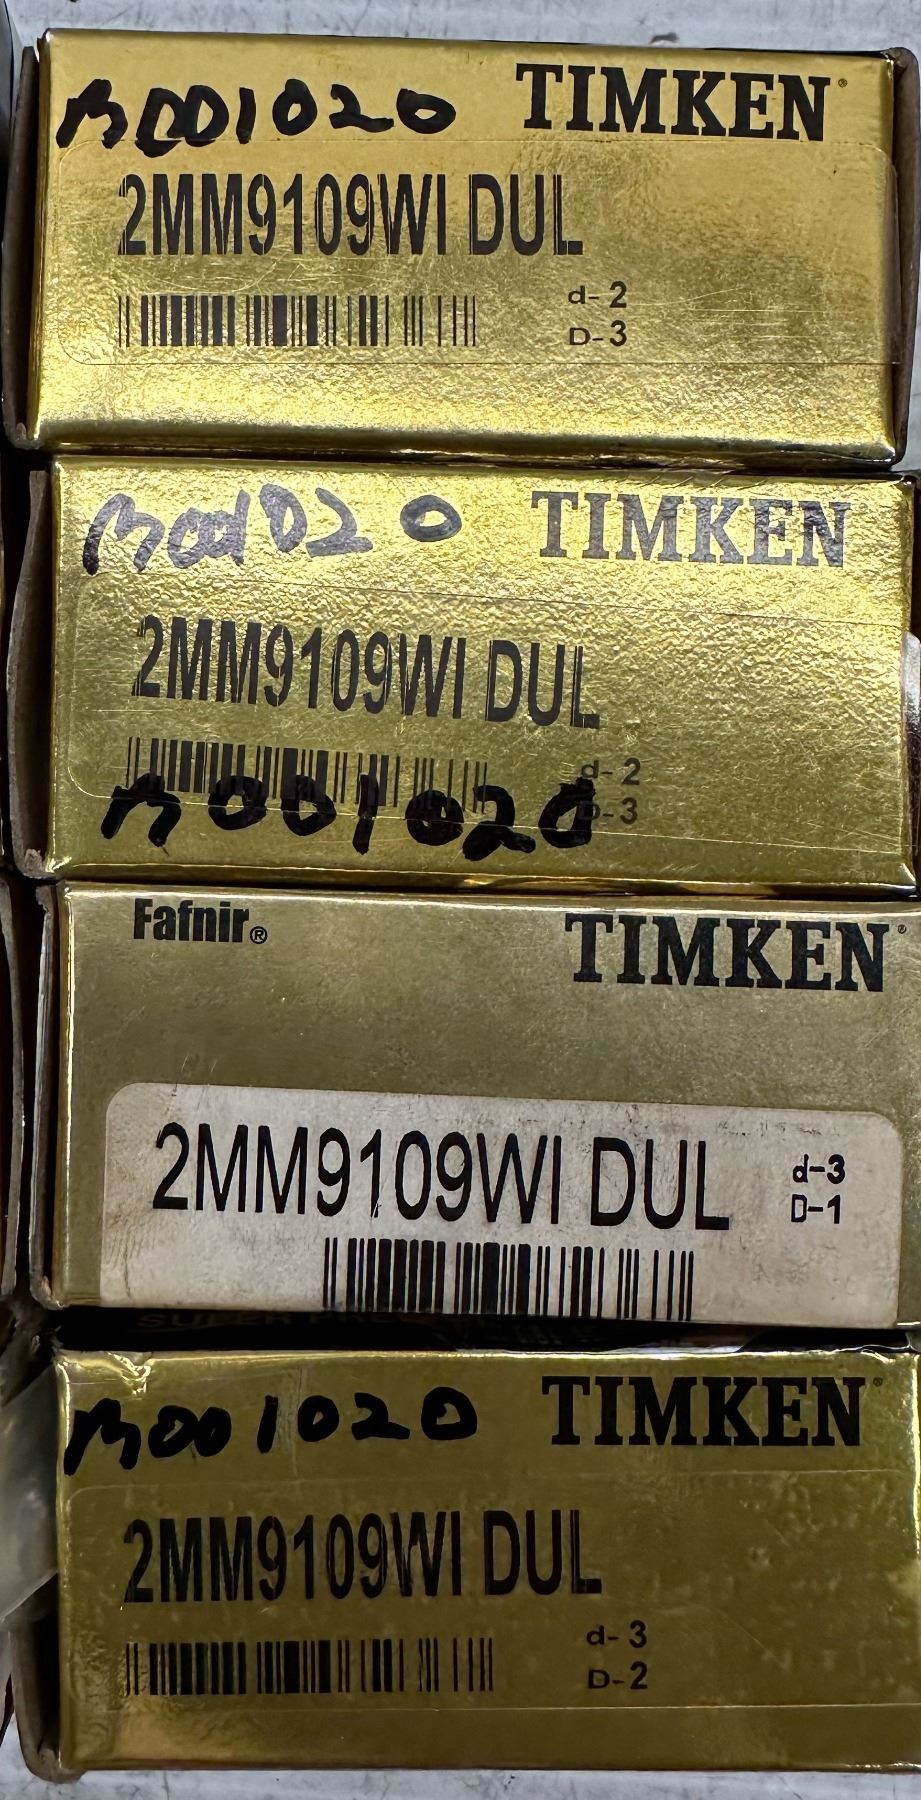 M001020 TIMKEN®
2MM9109WI DUL
d-2
D-3
M001020 TIMKEN
2MM9109WI DUL
d-2
D-3
M001020
Fafnir® TIMKEN®
2MM9109WI DUL d-3
D-1
M001020 TIMKEN®
2MM9109WI DUL
d-3
D-2